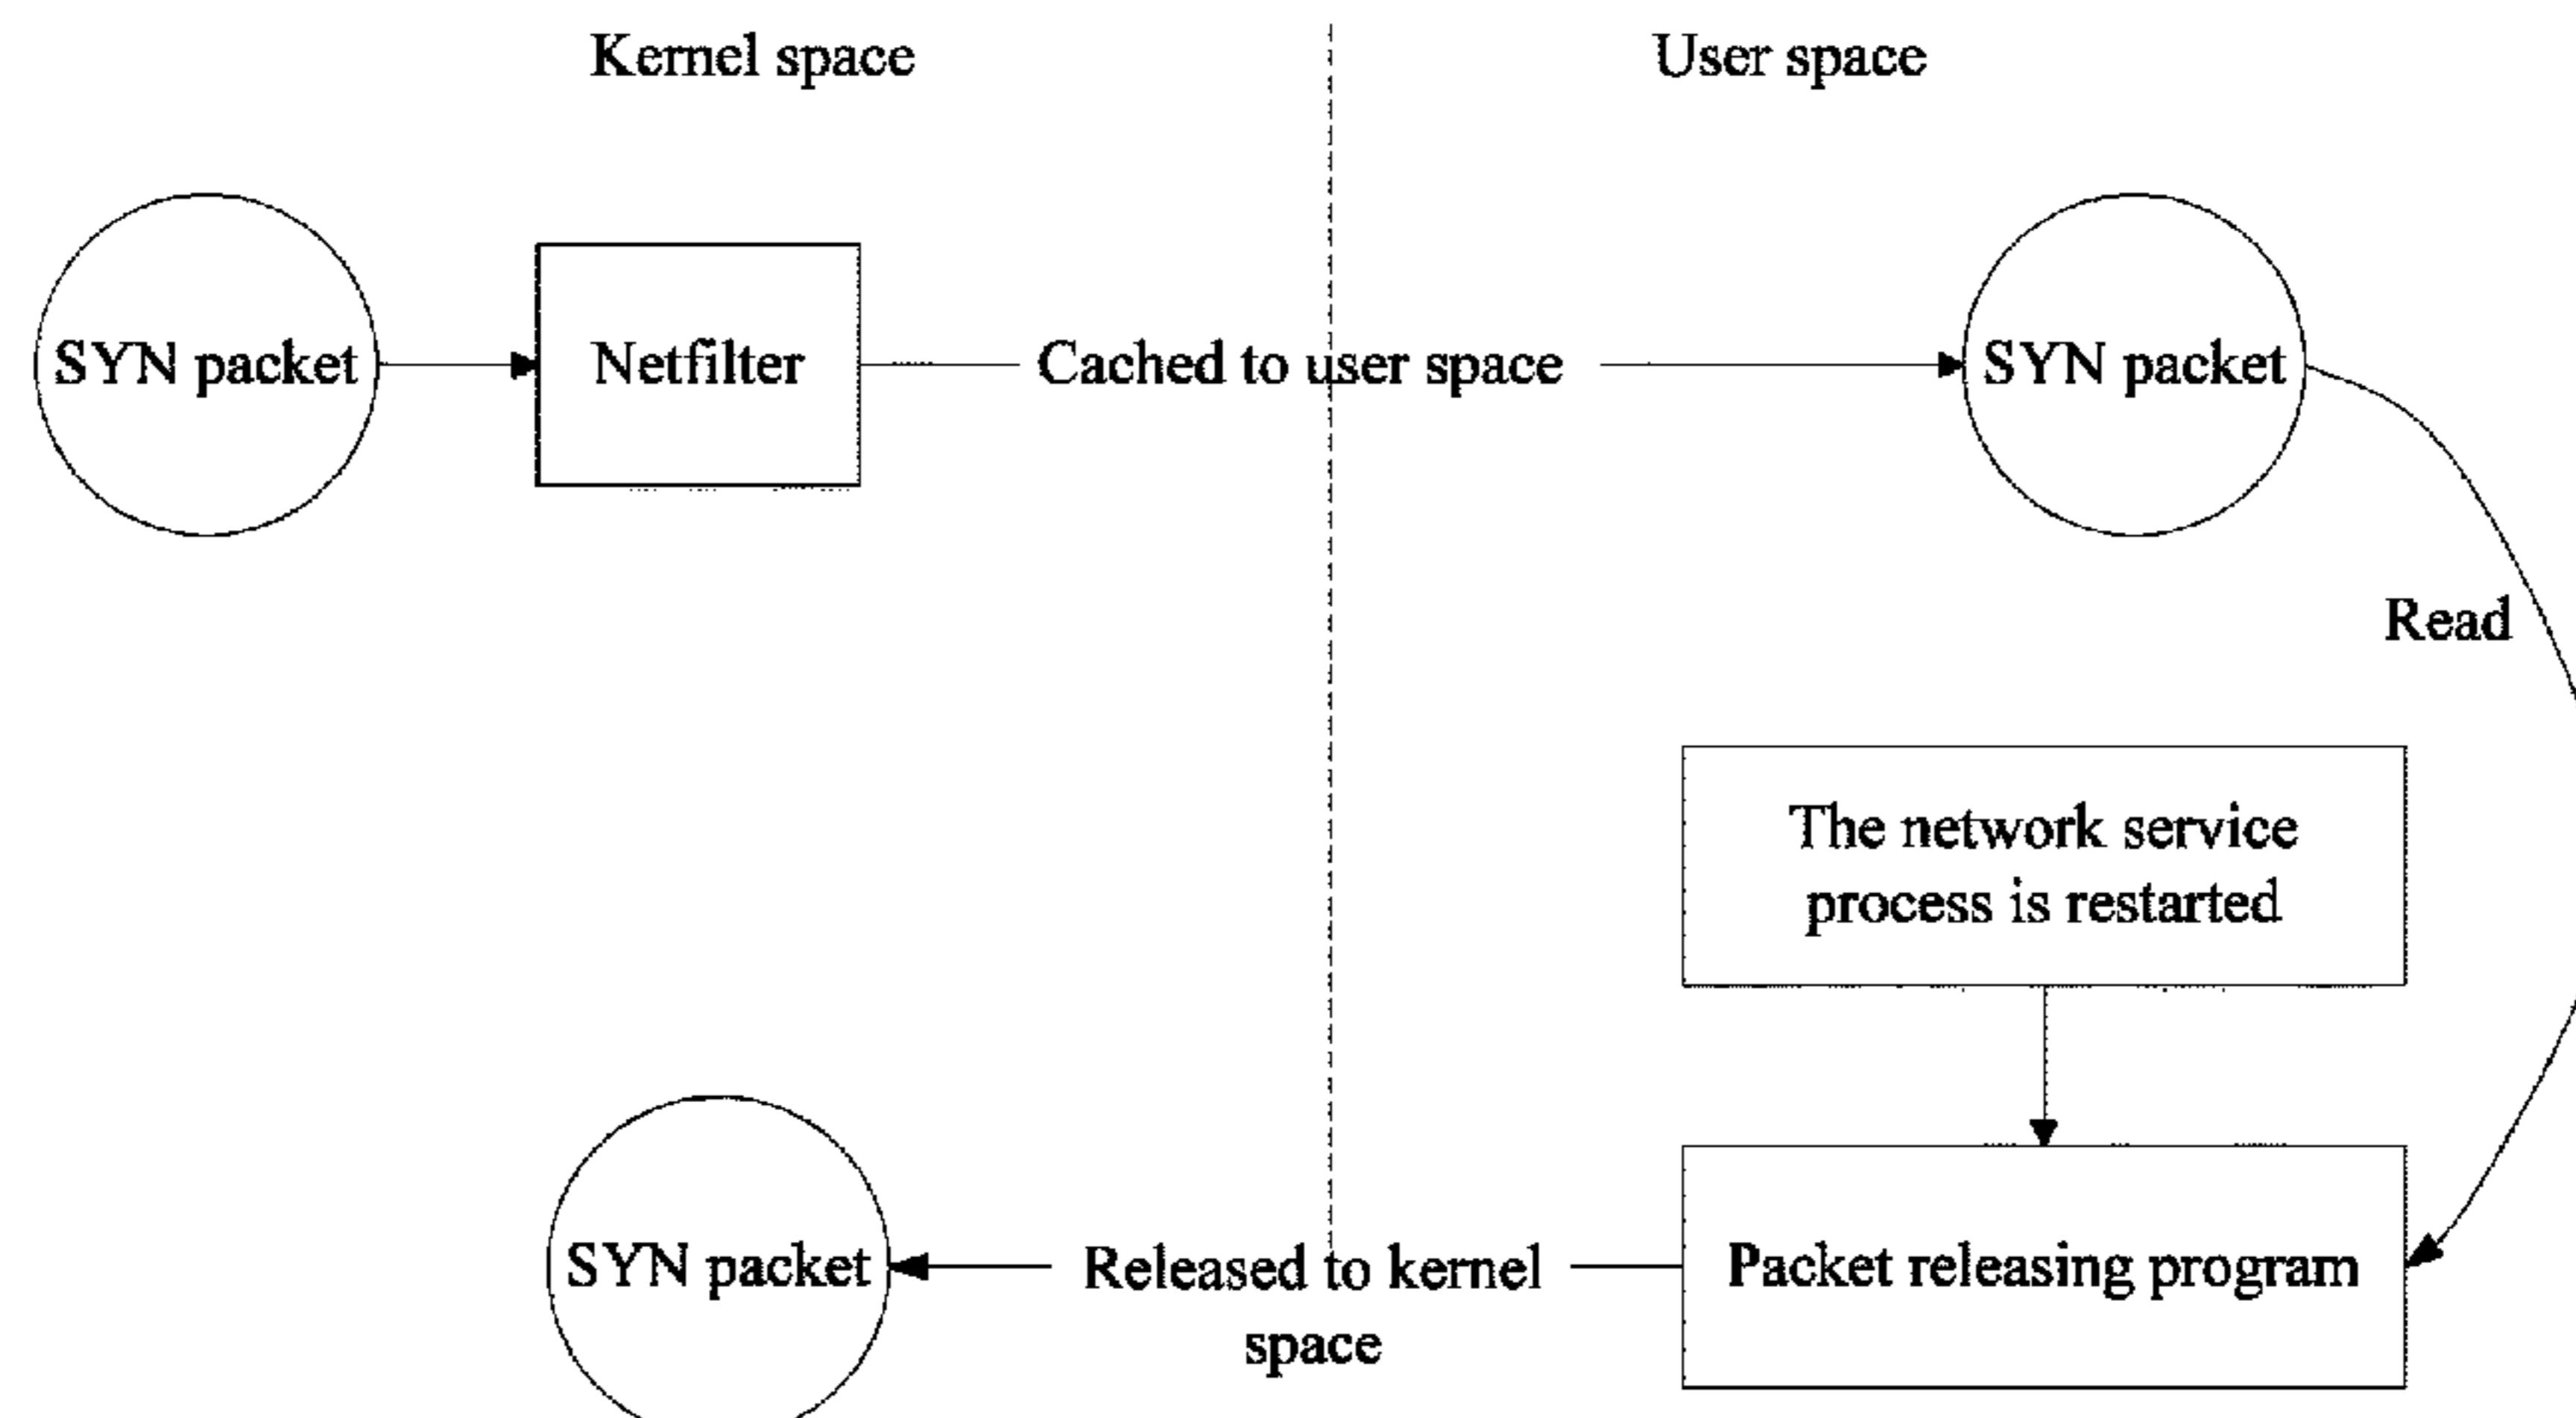 Kernel space
User space
SYN packet
Netfilter
Cached to user space
SYN packet
Read
The network service
process is restarted
SYN packet
Released to kernel
space
Packet releasing program